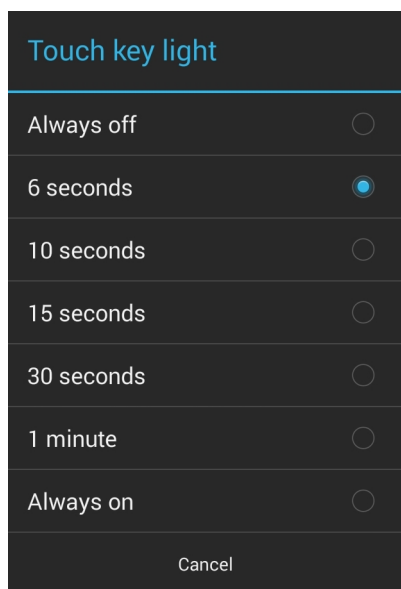 Touch key light
Always off
6 seconds
10 seconds
15 seconds
30 seconds
1 minute
Always on
Cancel